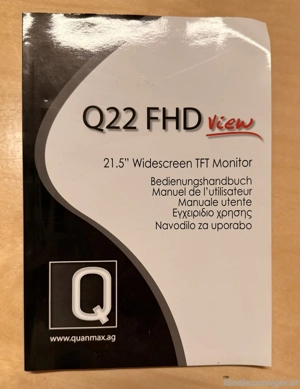 Q22 FHD view
21.5” Widescreen TFT Monitor
Bedienungshandbuch
Manuel de l’utilisateur
Manuale utente
Εγχειρίδιο χρησης
Navodilo za uporabo
Q
www.quanmax.ag